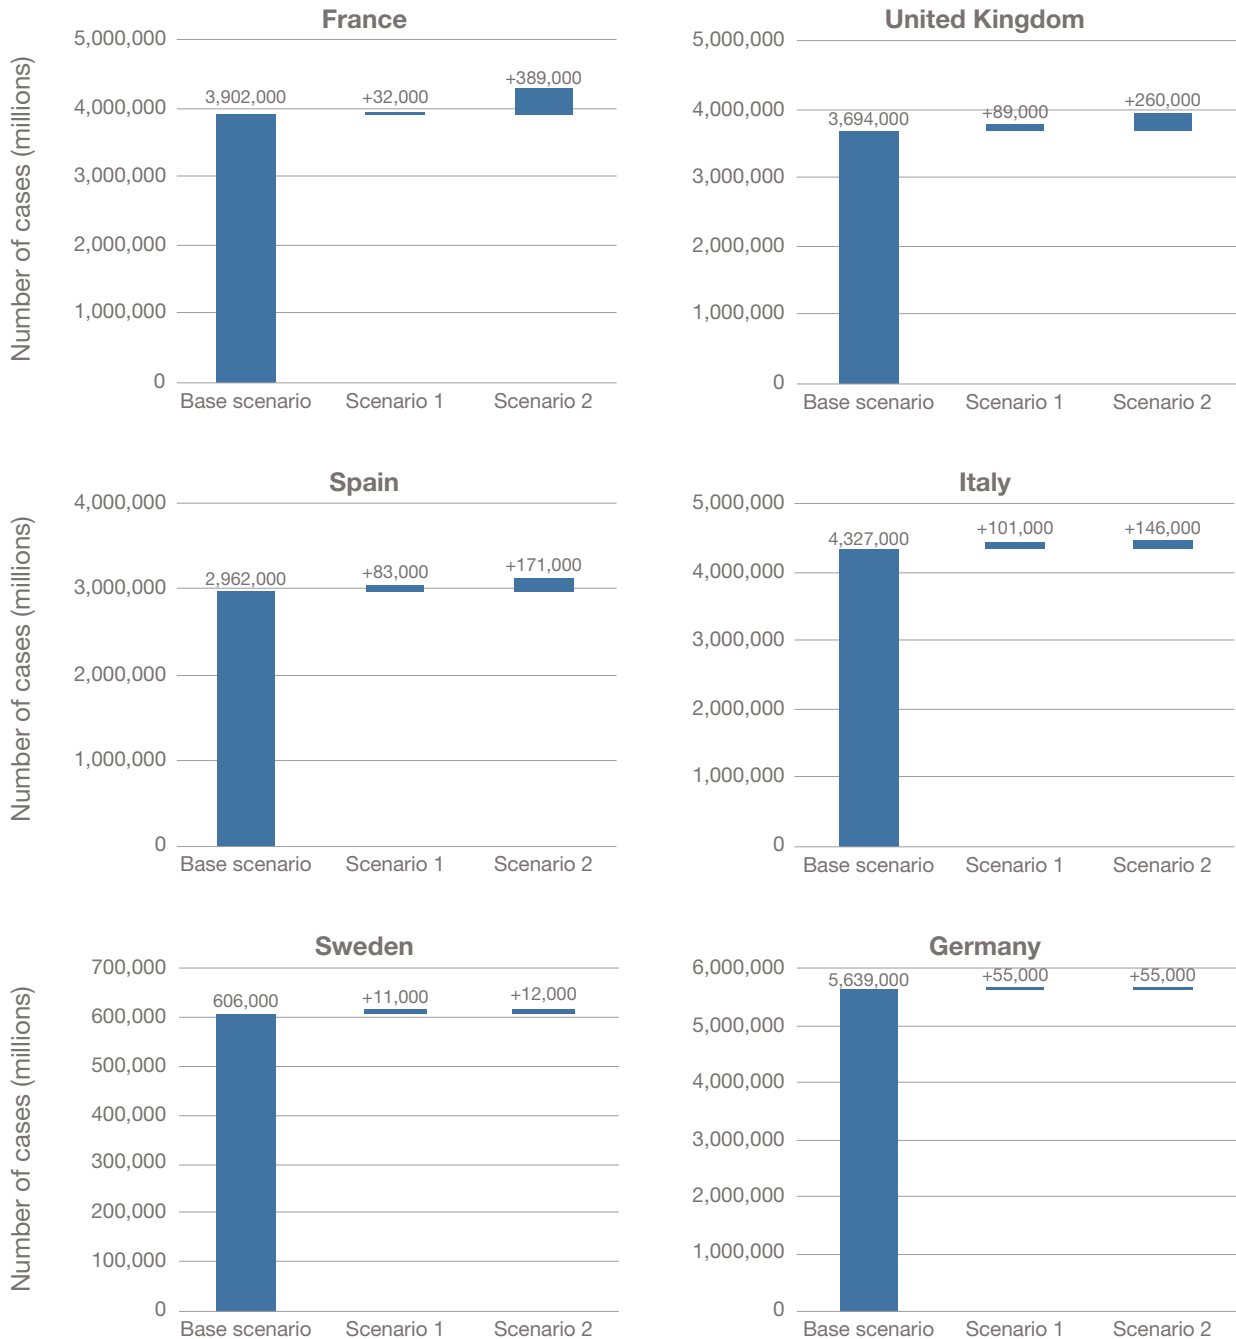 France
Number of cases (millions)
5,000,000
4,000,000
3,000,000
2,000,000
1,000,000
0
3,902,000
+32,000
+389,000
Base scenario
Scenario 1
Scenario 2
United Kingdom
5,000,000
4,000,000
3,000,000
2,000,000
1,000,000
0
3,694,000
+89,000
+260,000
Base scenario
Scenario 1
Scenario 2
Spain
Number of cases (millions)
4,000,000
3,000,000
2,000,000
1,000,000
0
2,962,000
+83,000
+171,000
Base scenario
Scenario 1
Scenario 2
Italy
5,000,000
4,000,000
3,000,000
2,000,000
1,000,000
0
4,327,000
+101,000
+146,000
Base scenario
Scenario 1
Scenario 2
Sweden
Number of cases (millions)
700,000
600,000
500,000
400,000
300,000
200,000
100,000
0
606,000
+11,000
+12,000
Base scenario
Scenario 1
Scenario 2
Germany
6,000,000
5,000,000
4,000,000
3,000,000
2,000,000
1,000,000
0
5,639,000
+55,000
+55,000
Base scenario
Scenario 1
Scenario 2